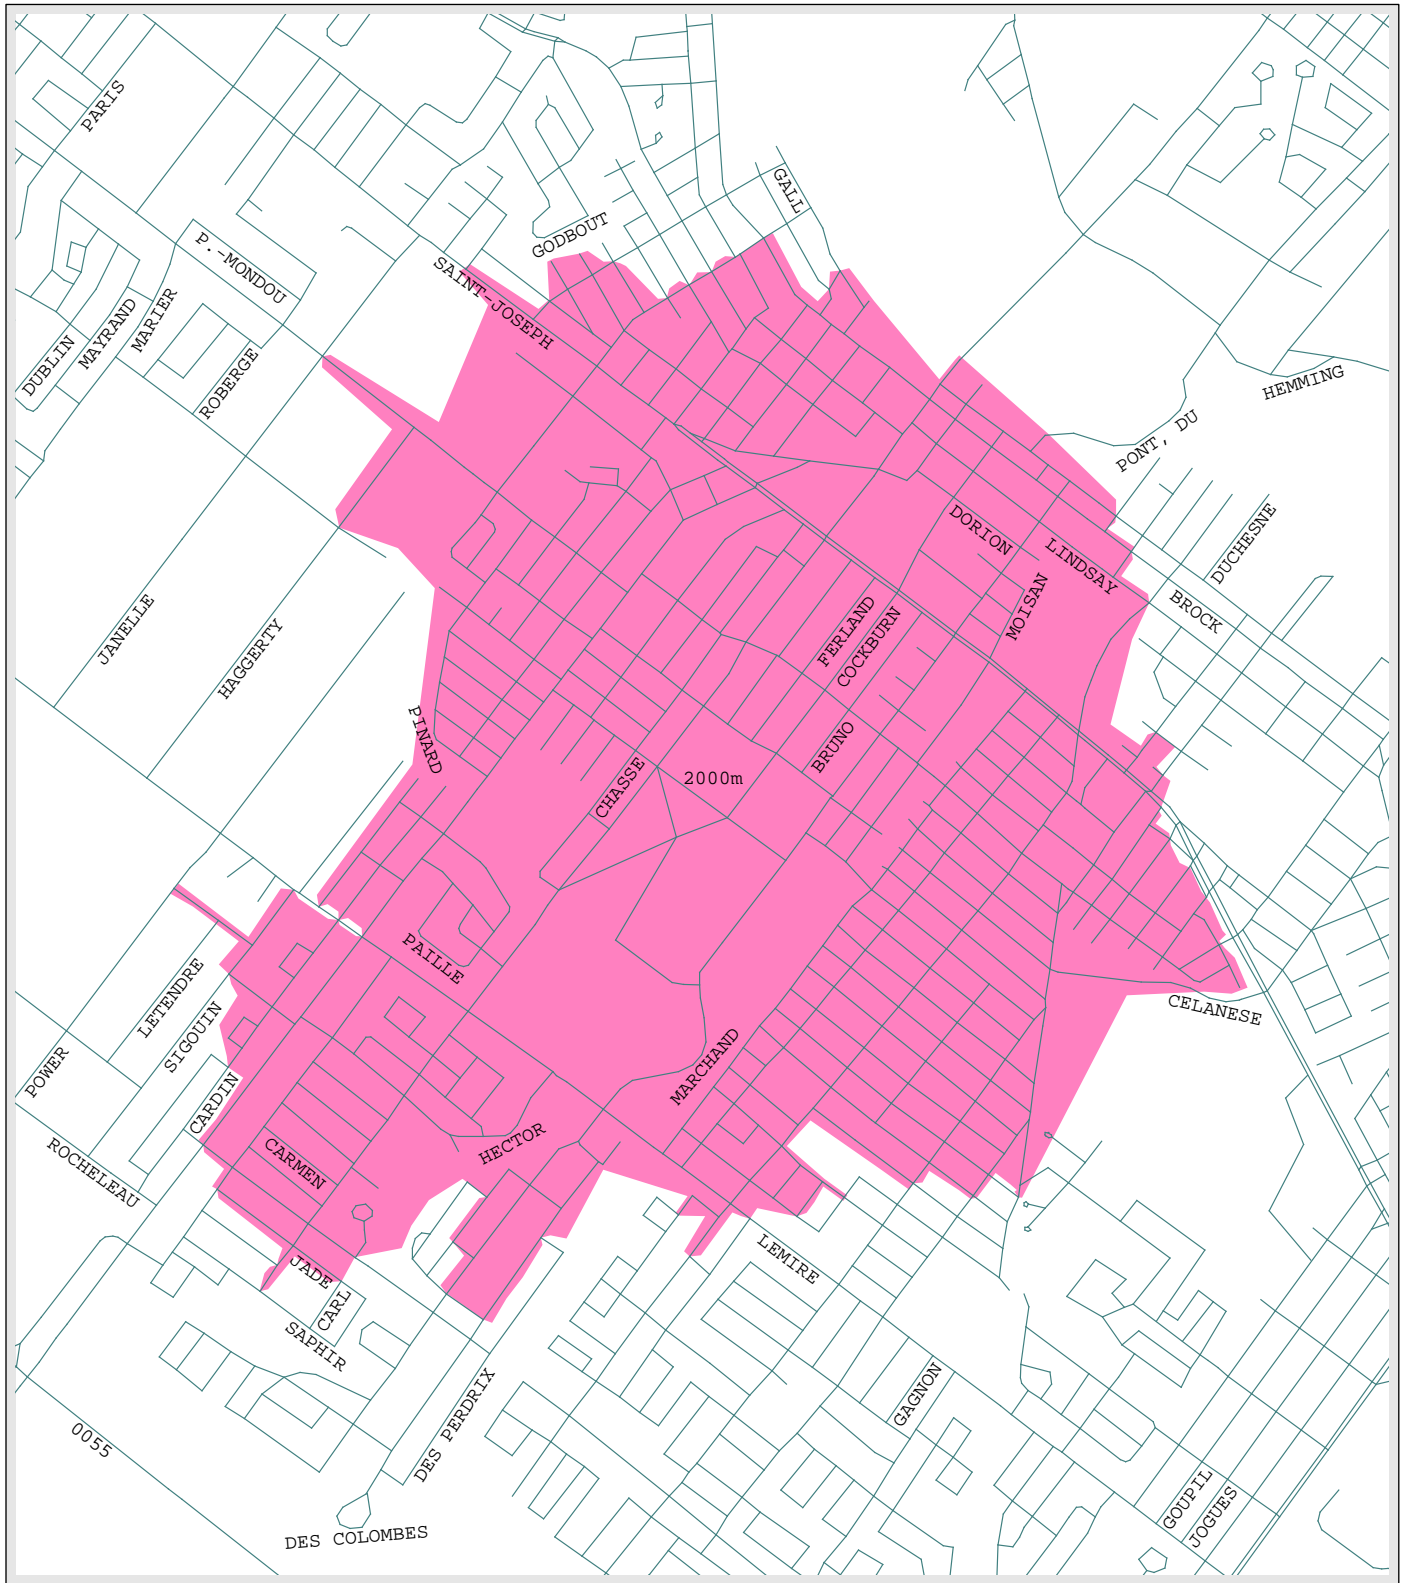 PARIS
GALL
GODBOUT
P.-MONDOU
SAINT-JOSEPH
MARIER
MAYRAND
DUBLIN
ROBERGE
HEMMING
PONT, DU
DORION
LINDSAY
DUCHESNE
BROCK
MOISAN
FERLAND
COCKBURN
JANELLE
HAGGERTY
PINARD
BRUNO
CHASSE
2000m
PAILLE
LETENDRE
SIGOUIN
CELANESE
POWER
MARCHAND
CARDIN
HECTOR
ROCHELEAU
CARMEN
LEMIRE
JADE
CARL
SAPHIR
GAGNON
DES PERDRIX
0055
GOUPIL
JOGUES
DES COLOMBES